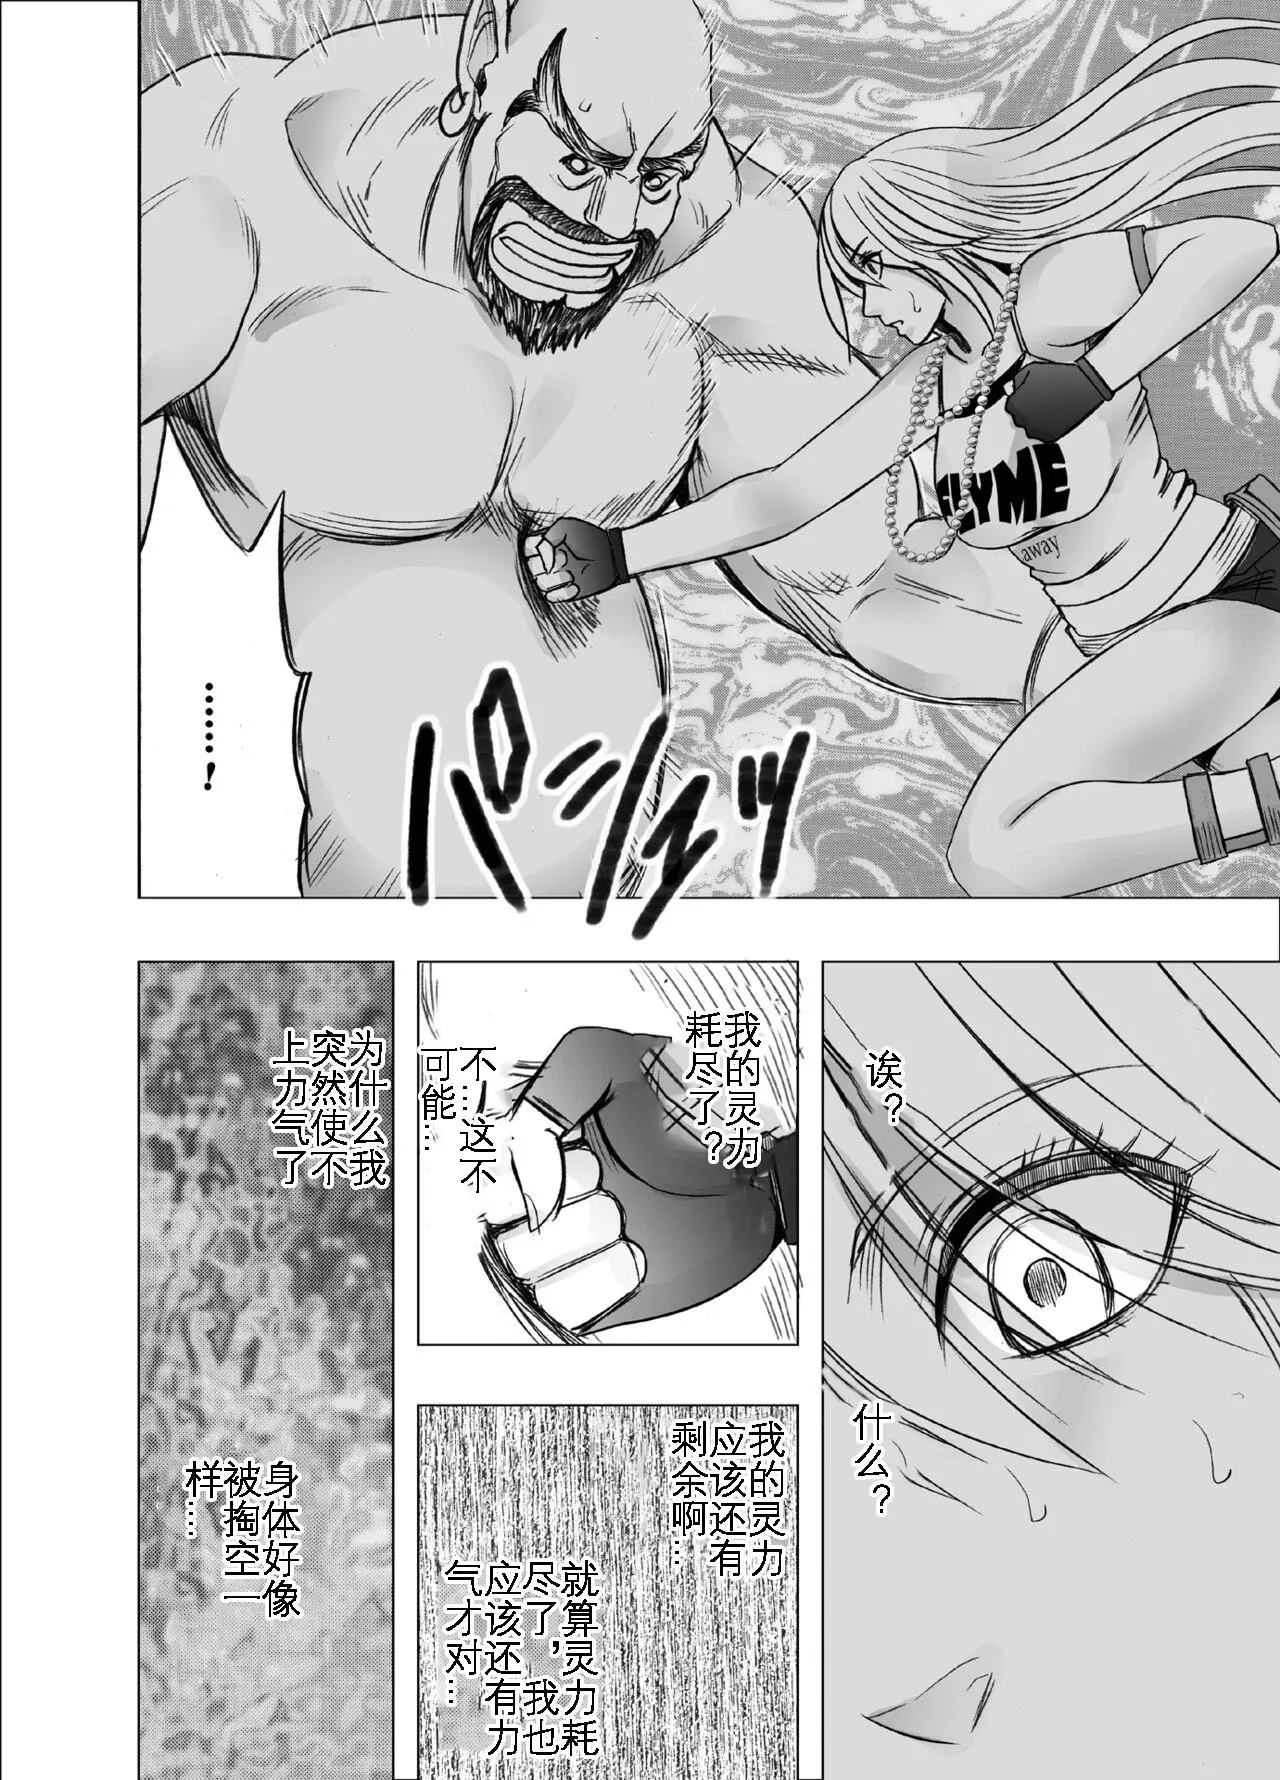 FLYME
away
……！
パシィッ
诶？
什么？
我的灵力
耗尽了？
不…这不
可能…
我的灵力
应该还有
剩余啊…
就算灵力耗
尽了，我也
应该还有力
气才对…
为什么我
突然使不
上力气了
身体好像
被掏空一
样…